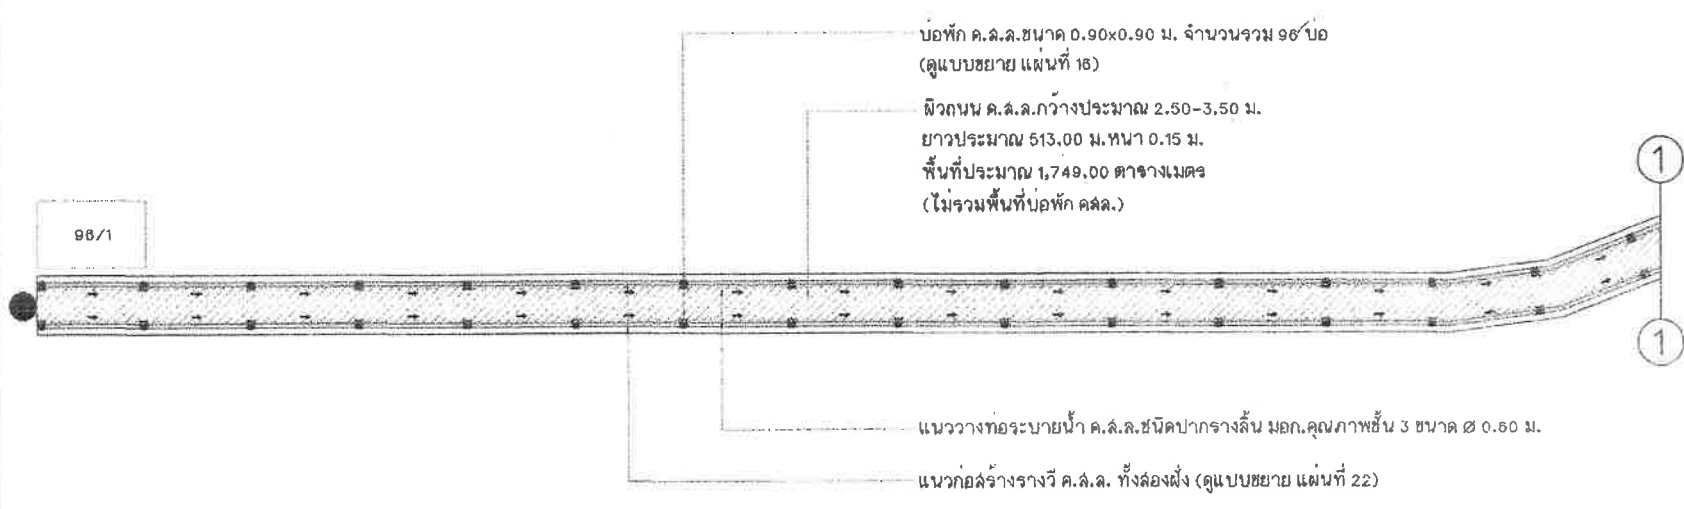 บ่อพัก ค.ส.ล.ขนาด 0.90x0.90 ม. จำนวนรวม 96 บ่อ
(ดูแบบขยาย แผ่นที่ 16)
ผิวถนน ค.ส.ล.กว้างประมาณ 2.50-3.50 ม.
ยาวประมาณ 513.00 ม.หนา 0.15 ม.
พื้นที่ประมาณ 1,749.00 ตารางเมตร
(ไม่รวมพื้นที่บ่อพัก คสล.)
1
96/1
1
แนววางท่อระบายน้ำ ค.ส.ล.ชนิดปากรางลิ้น มอก.คุณภาพชั้น 3 ขนาด Ø 0.60 ม.
แนวก่อสร้างรางวี ค.ส.ล. ทั้งสองฝั่ง (ดูแบบขยาย แผ่นที่ 22)